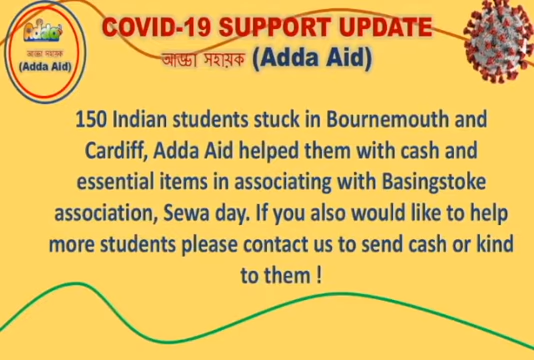 Adda
আড্ডা সহায়ক
(Adda Aid)
COVID-19 SUPPORT UPDATE
আড্ডা সহায়ক (Adda Aid)
150 Indian students stuck in Bournemouth and
Cardiff, Adda Aid helped them with cash and
essential items in associating with Basingstoke
association, Sewa day. If you also would like to help
more students please contact us to send cash or kind
to them !